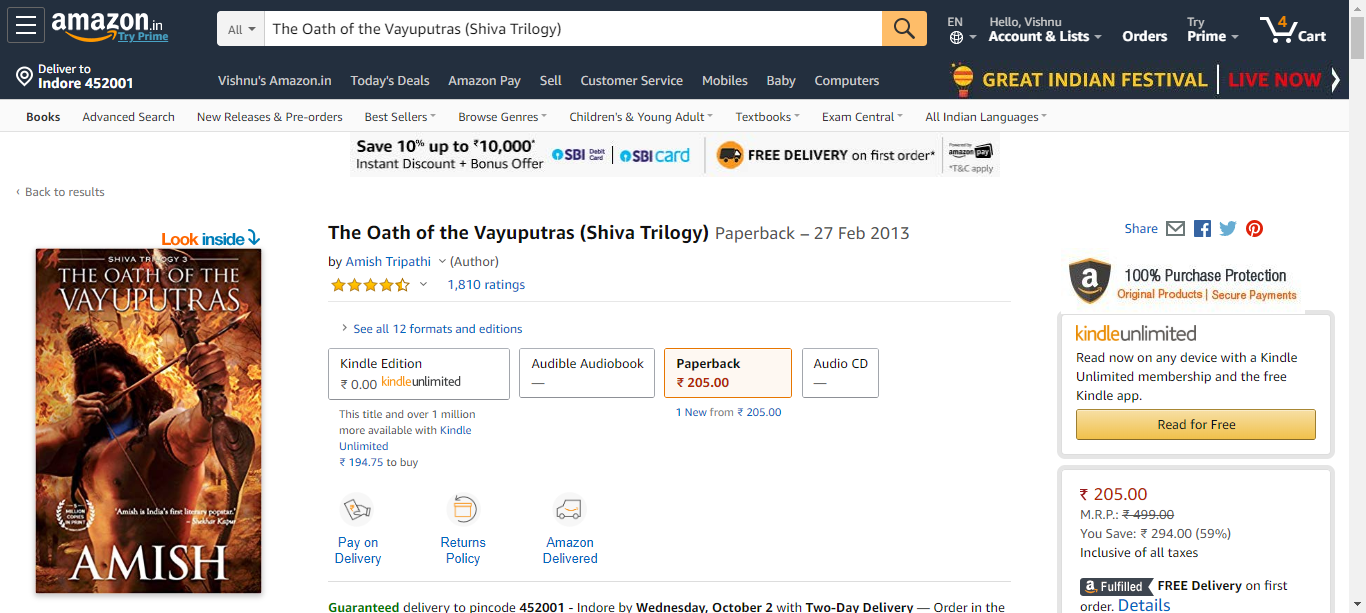 amazon.in
Try Prime
All
The Oath of the Vayuputras (Shiva Trilogy)
EN
Hello, Vishnu
Account & Lists
Orders
Try
Prime
4
Cart
Deliver to
Indore 452001
Vishnu's Amazon.in
Today's Deals
Amazon Pay
Sell
Customer Service
Mobiles
Baby
Computers
GREAT INDIAN FESTIVAL
LIVE NOW
Books
Advanced Search
New Releases & Pre-orders
Best Sellers
Browse Genres
Children's & Young Adult
Textbooks
Exam Central
All Indian Languages
Save 10% up to ₹10,000*
Instant Discount + Bonus Offer
SBI Debit Card
SBI card
FREE DELIVERY on first order*
Powered by
amazon pay
*T&C apply
‹ Back to results
Look inside
SHIVA TRILOGY 3
THE OATH OF THE
VAYUPUTRAS
5
MILLION
COPIES
IN PRINT
'Amish is India's first literary popstar.'
– Shekhar Kapur
AMISH
The Oath of the Vayuputras (Shiva Trilogy) Paperback – 27 Feb 2013
by Amish Tripathi (Author)
1,810 ratings
See all 12 formats and editions
Kindle Edition
₹ 0.00 kindleunlimited
Audible Audiobook
—
Paperback
₹ 205.00
Audio CD
—
This title and over 1 million
more available with Kindle
Unlimited
₹ 194.75 to buy
1 New from ₹ 205.00
Pay on
Delivery
Returns
Policy
Amazon
Delivered
Guaranteed delivery to pincode 452001 - Indore by Wednesday, October 2 with Two-Day Delivery — Order in the
Share
a
100% Purchase Protection
Original Products | Secure Payments
kindleunlimited
Read now on any device with a Kindle
Unlimited membership and the free
Kindle app.
Read for Free
₹ 205.00
M.R.P.: ₹ 499.00
You Save: ₹ 294.00 (59%)
Inclusive of all taxes
a Fulfilled FREE Delivery on first
order. Details